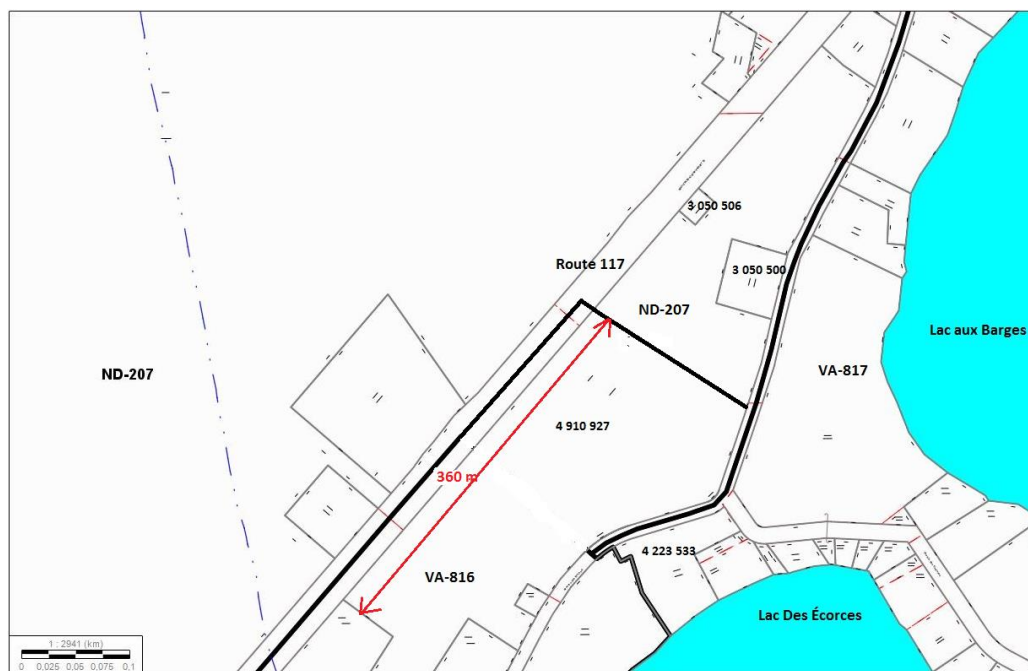 3 050 506
Route 117
3 050 500
ND-207
Lac aux Barges
ND-207
VA-817
4 910 927
360 m
4 223 533
VA-816
Lac Des Écorces
1 : 2941 (km)
0 0,025 0,05 0,075 0,1